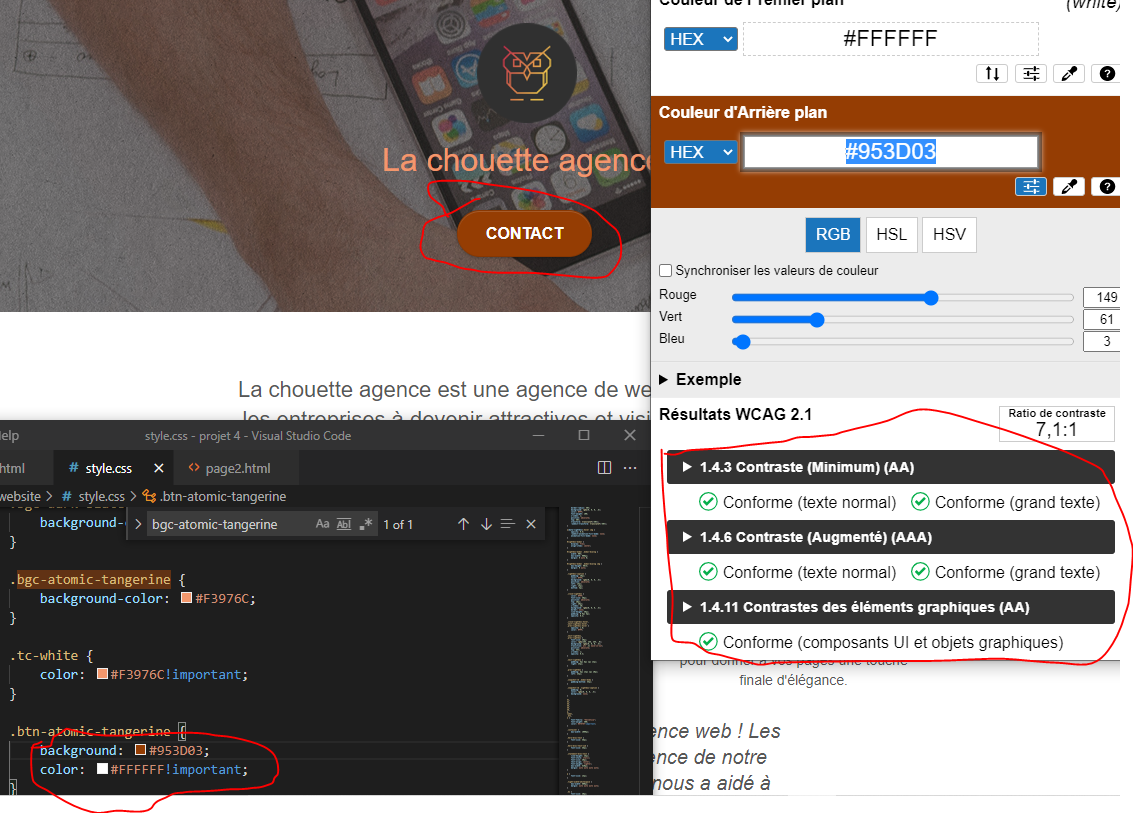 Couleur de Premier plan
(white)
HEX
#FFFFFF
Couleur d'Arrière plan
HEX
#953D03
RGB
HSL
HSV
Synchroniser les valeurs de couleur
Rouge
149
Vert
61
Bleu
3
Exemple
Résultats WCAG 2.1
Ratio de contraste
7,1:1
1.4.3 Contraste (Minimum) (AA)
Conforme (texte normal) Conforme (grand texte)
1.4.6 Contraste (Augmenté) (AAA)
Conforme (texte normal) Conforme (grand texte)
1.4.11 Contrastes des éléments graphiques (AA)
Conforme (composants UI et objets graphiques)
La chouette agence
CONTACT
La chouette agence est une agence de we
les entreprises à devenir attractives et visi
elp
style.css - projet 4 - Visual Studio Code
html
# style.css
<> page2.html
website > # style.css > .btn-atomic-tangerine
bgc-atomic-tangerine
Aa Abl .*
1 of 1
background-
}
.bgc-atomic-tangerine {
background-color: #F3976C;
}
.tc-white {
color: #F3976C!important;
}
.btn-atomic-tangerine {
background: #953D03;
color: #FFFFFF!important;
}
pour donner à vos pages une touche
finale d'élégance.
ence web ! Les
ence de notre
nous a aidé à